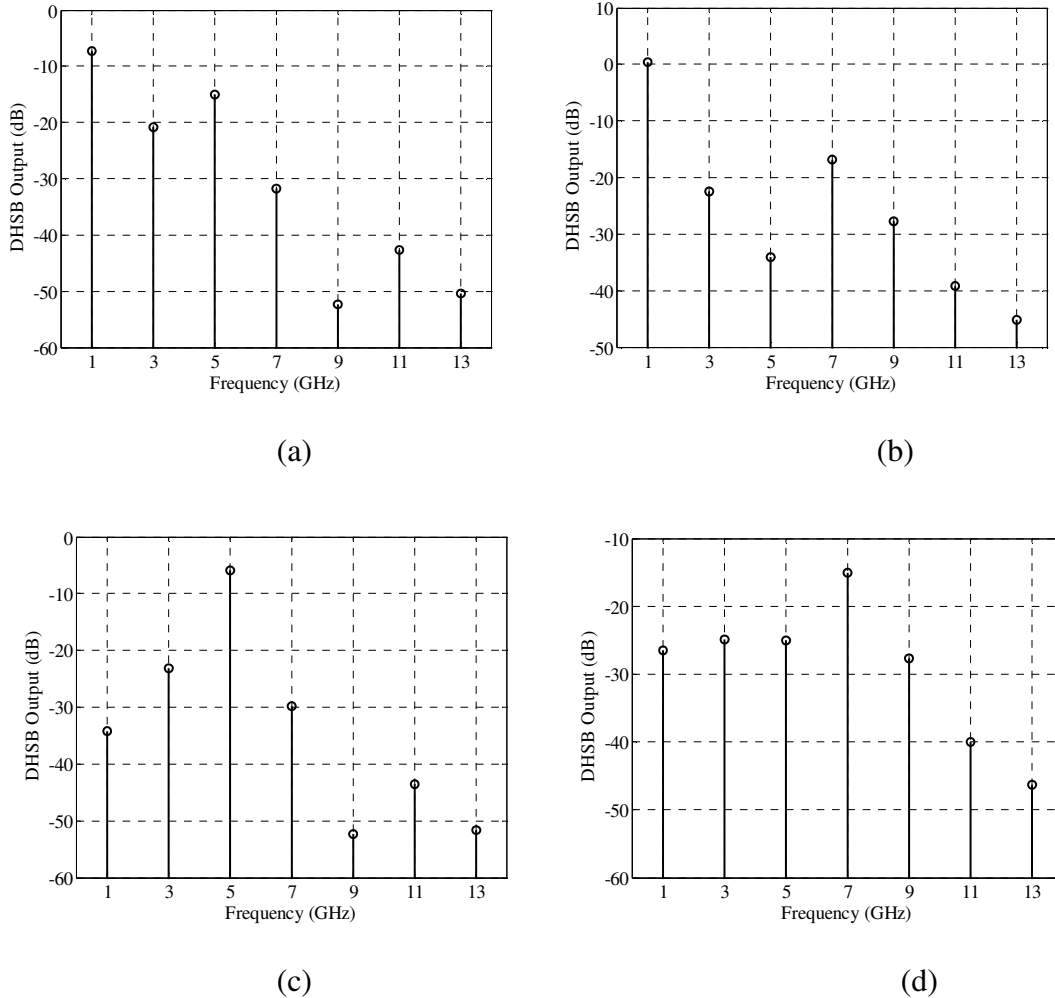 0
-10
-20
-30
-40
-50
-60
DHSB Output (dB)
1 3 5 7 9 11 13
Frequency (GHz)
(a)
10
0
-10
-20
-30
-40
-50
DHSB Output (dB)
1 3 5 7 9 11 13
Frequency (GHz)
(b)
0
-10
-20
-30
-40
-50
-60
DHSB Output (dB)
1 3 5 7 9 11 13
Frequency (GHz)
(c)
-10
-20
-30
-40
-50
-60
DHSB Output (dB)
1 3 5 7 9 11 13
Frequency (GHz)
(d)